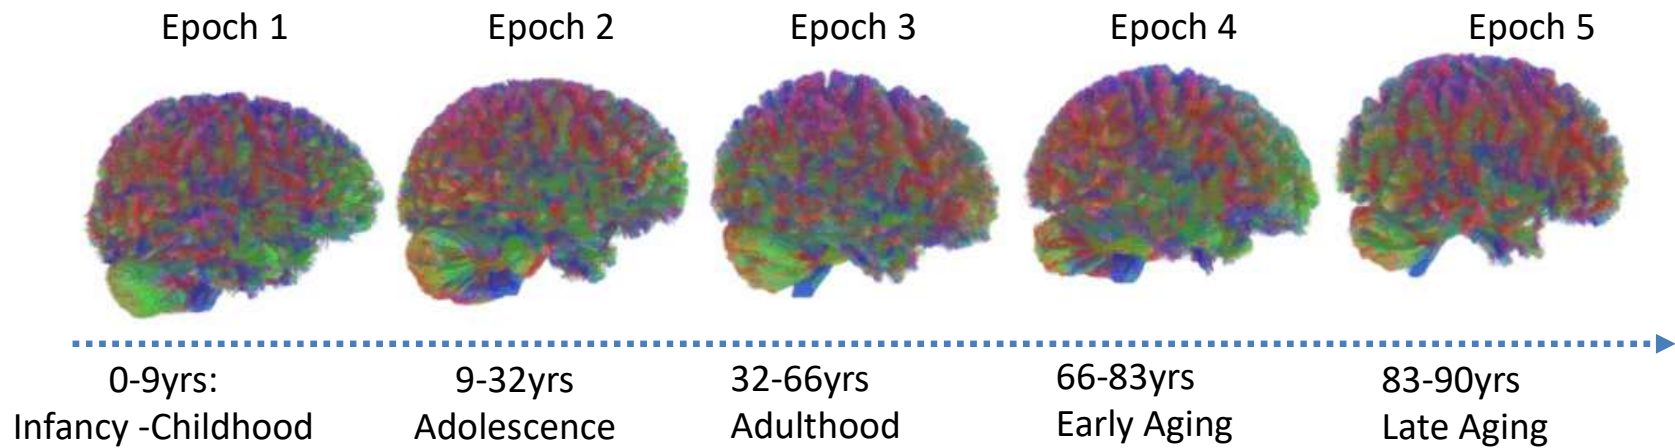 Epoch 1
Epoch 2
Epoch 3
Epoch 4
Epoch 5
0-9yrs:
Infancy -Childhood
9-32yrs
Adolescence
32-66yrs
Adulthood
66-83yrs
Early Aging
83-90yrs
Late Aging